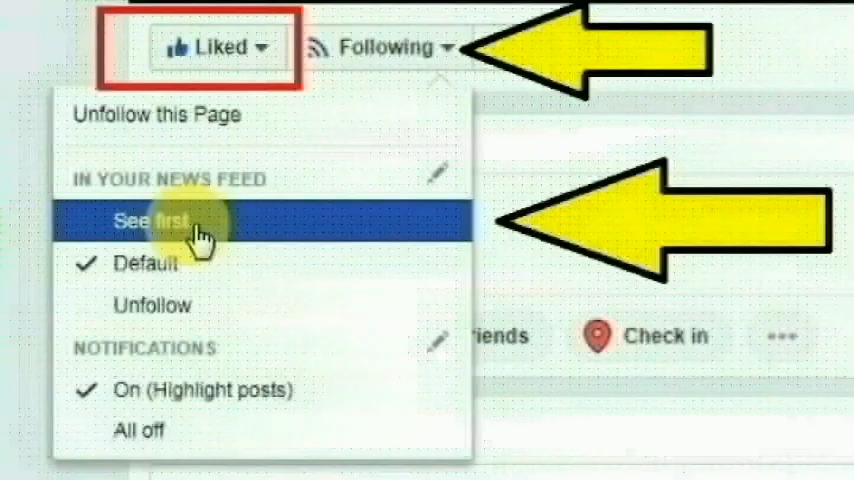 Liked Following
Unfollow this Page
IN YOUR NEWS FEED
See first
Default
Unfollow
NOTIFICATIONS
riends Check in
On (Highlight posts)
All off